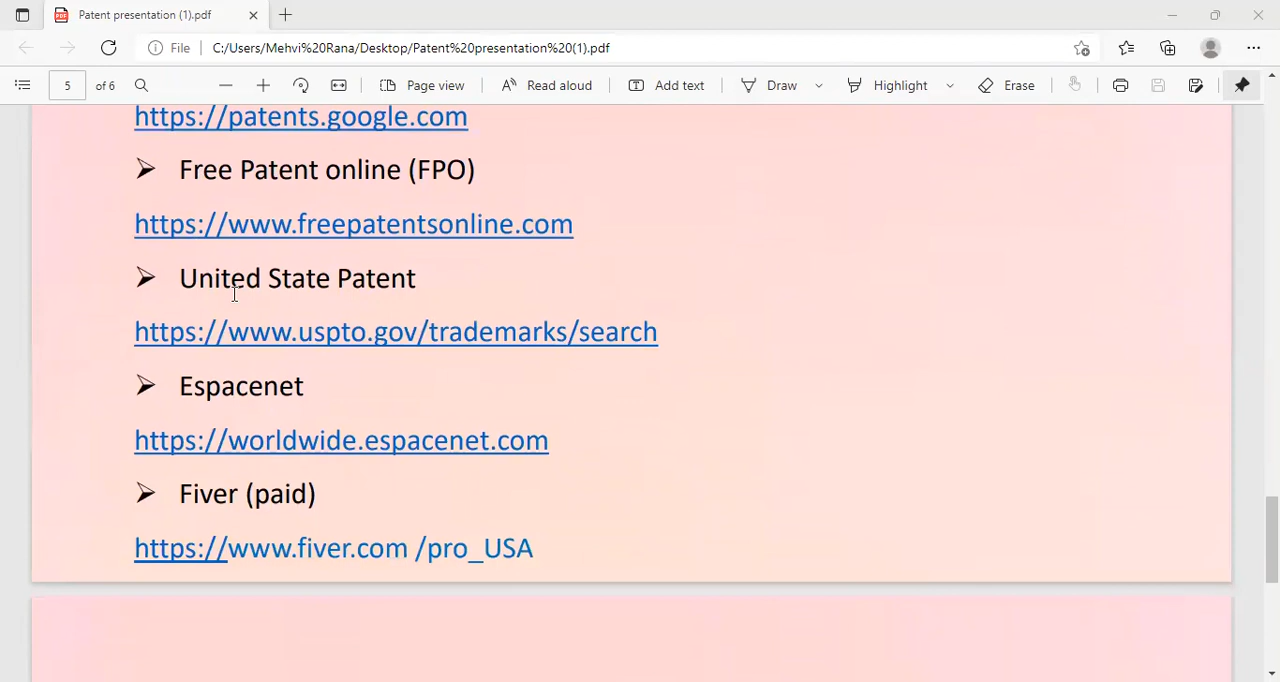 Patent presentation (1).pdf
File C:/Users/Mehvi%20Rana/Desktop/Patent%20presentation%20(1).pdf
5 of 6 Page view Read aloud Add text Draw Highlight Erase
https://patents.google.com
Free Patent online (FPO)
https://www.freepatentsonline.com
United State Patent
https://www.uspto.gov/trademarks/search
Espacenet
https://worldwide.espacenet.com
Fiver (paid)
https://www.fiver.com /pro_USA